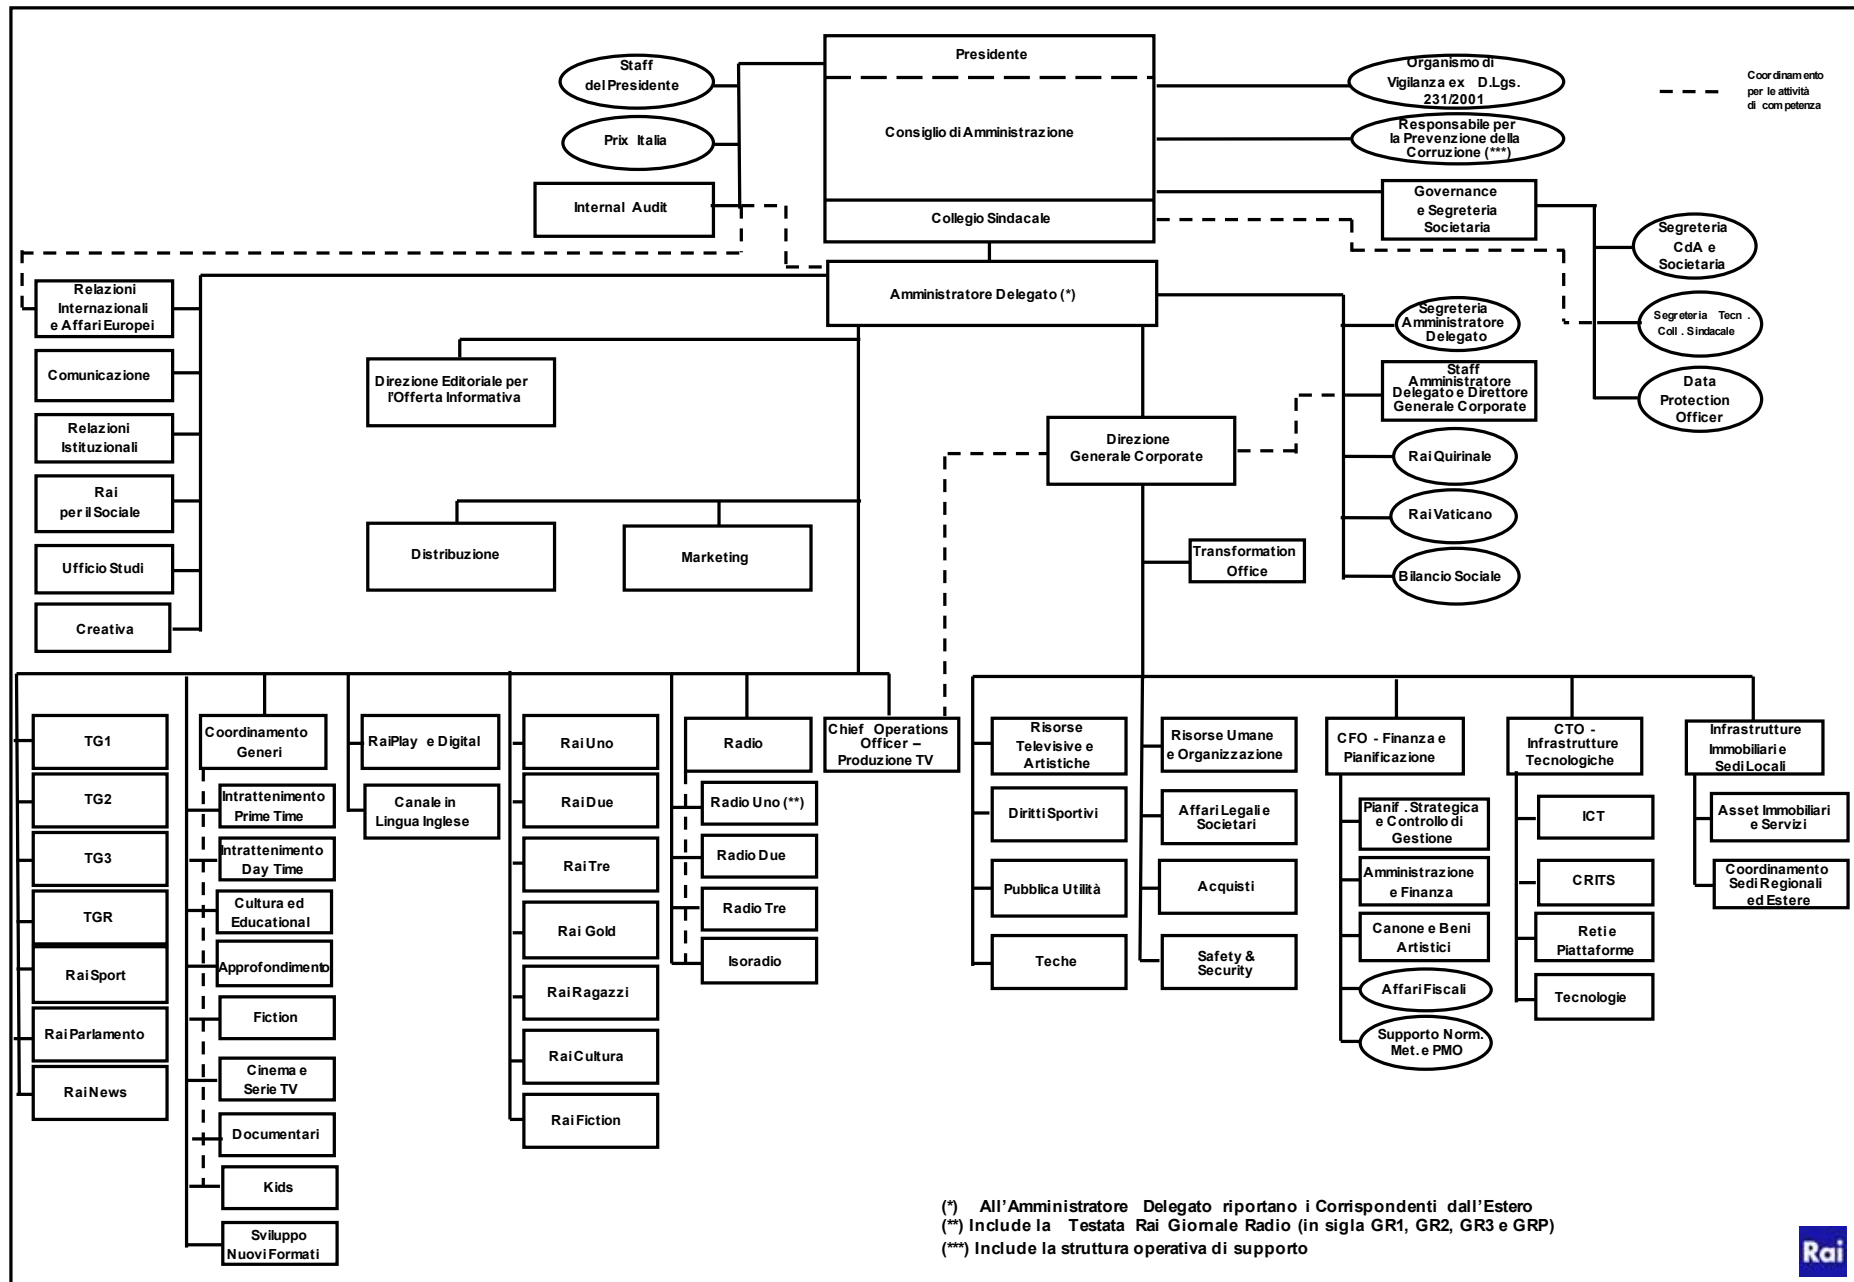 Presidente
Consiglio di Amministrazione
Collegio Sindacale
Staff
del Presidente
Prix Italia
Internal Audit
Organismo di
Vigilanza ex D.Lgs.
231/2001
Responsabile per
la Prevenzione della
Corruzione (***)
Governance
e Segreteria
Societaria
Coordinamento
per le attività
di competenza
Segreteria
CdA e
Societaria
Segreteria Tecn.
Coll. Sindacale
Data
Protection
Officer
Amministratore Delegato (*)
Relazioni
Internazionali
e Affari Europei
Comunicazione
Relazioni
Istituzionali
Rai
per il Sociale
Ufficio Studi
Creativa
Direzione Editoriale per
l'Offerta Informativa
Distribuzione
Marketing
Direzione
Generale Corporate
Transformation
Office
Segreteria
Amministratore
Delegato
Staff
Amministratore
Delegato e Direttore
Generale Corporate
Rai Quirinale
Rai Vaticano
Bilancio Sociale
TG1
TG2
TG3
TGR
Rai Sport
Rai Parlamento
Rai News
Coordinamento
Generi
Intrattenimento
Prime Time
Intrattenimento
Day Time
Cultura ed
Educational
Approfondimento
Fiction
Cinema e
Serie TV
Documentari
Kids
Sviluppo
Nuovi Formati
RaiPlay e Digital
Canale in
Lingua Inglese
Rai Uno
Rai Due
Rai Tre
Rai Gold
Rai Ragazzi
Rai Cultura
Rai Fiction
Radio
Radio Uno (**)
Radio Due
Radio Tre
Isoradio
Chief Operations
Officer –
Produzione TV
Risorse
Televisive e
Artistiche
Diritti Sportivi
Pubblica Utilità
Teche
Risorse Umane
e Organizzazione
Affari Legali e
Societari
Acquisti
Safety &
Security
CFO - Finanza e
Pianificazione
Pianif. Strategica
e Controllo di
Gestione
Amministrazione
e Finanza
Canone e Beni
Artistici
Affari Fiscali
Supporto Norm.
Met. e PMO
CTO -
Infrastrutture
Tecnologiche
ICT
CRITS
Reti e
Piattaforme
Tecnologie
Infrastrutture
Immobiliari e
Sedi Locali
Asset Immobiliari
e Servizi
Coordinamento
Sedi Regionali
ed Estere
(*) All'Amministratore Delegato riportano i Corrispondenti dall'Estero
(**) Include la Testata Rai Giornale Radio (in sigla GR1, GR2, GR3 e GRP)
(***) Include la struttura operativa di supporto
Rai